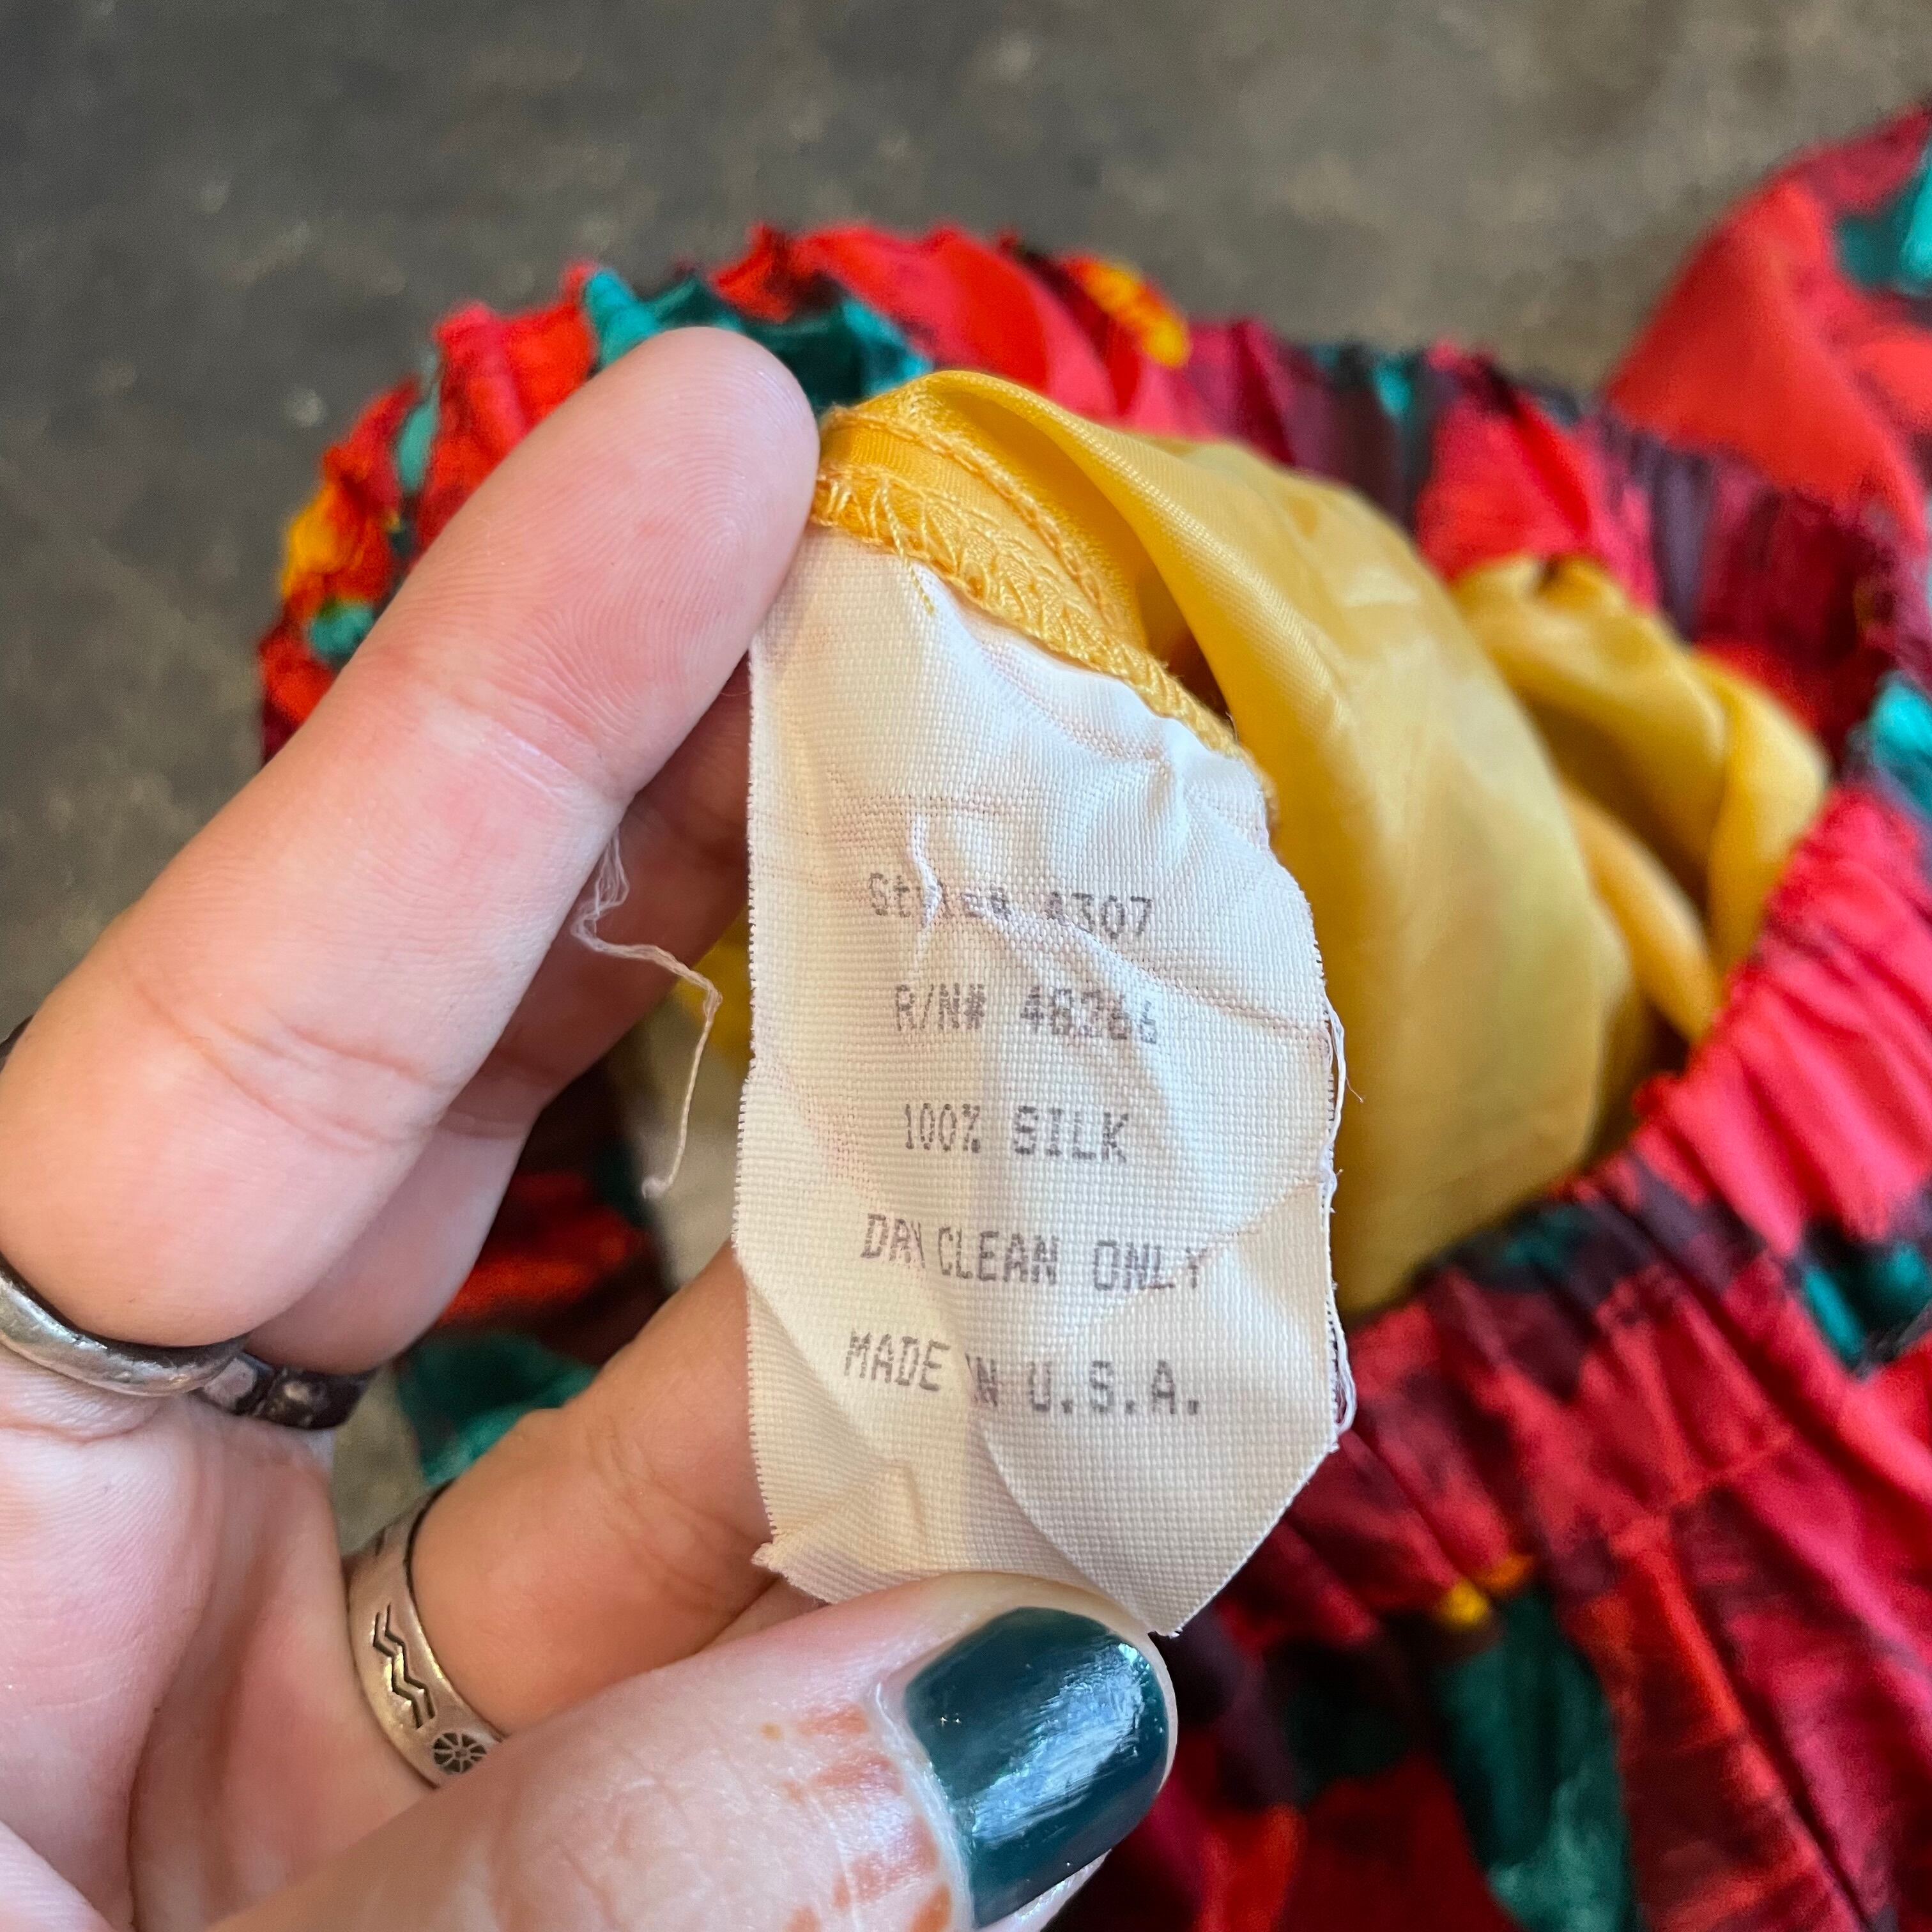 Style# 4307
R/N# 48266
100% SILK
DRY CLEAN ONLY
MADE IN U.S.A.